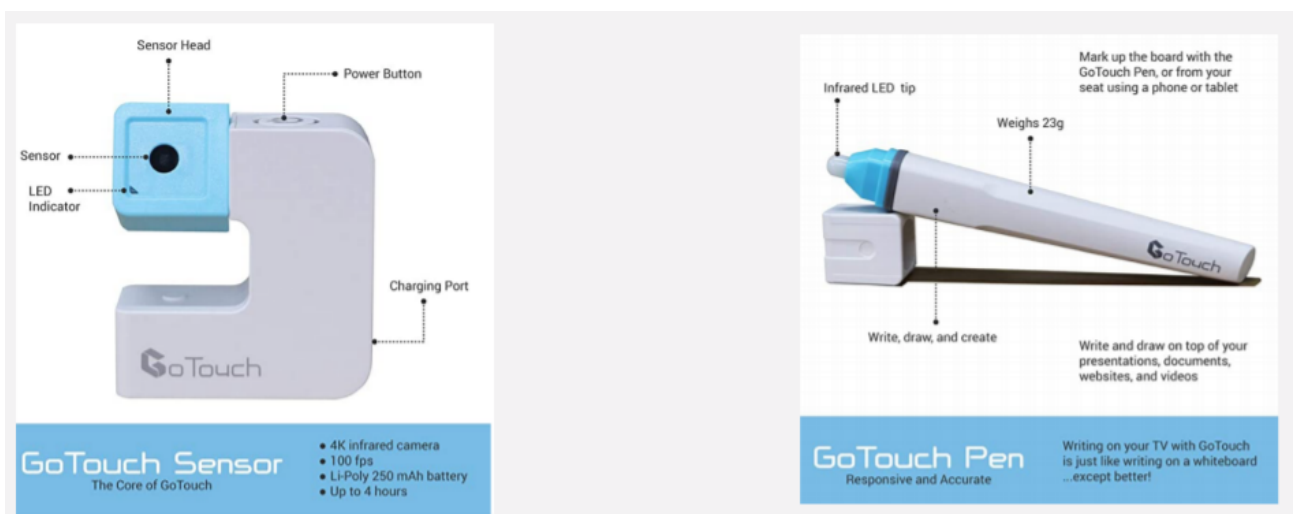 Sensor Head
Power Button
Sensor
LED
Indicator
Charging Port
GoTouch
GoTouch Sensor
The Core of GoTouch
● 4K infrared camera
● 100 fps
● Li-Poly 250 mAh battery
● Up to 4 hours
Mark up the board with the
GoTouch Pen, or from your
seat using a phone or tablet
Infrared LED tip
Weighs 23g
GoTouch
Write, draw, and create
Write and draw on top of your
presentations, documents,
websites, and videos
GoTouch Pen
Responsive and Accurate
Writing on your TV with GoTouch
is just like writing on a whiteboard
...except better!